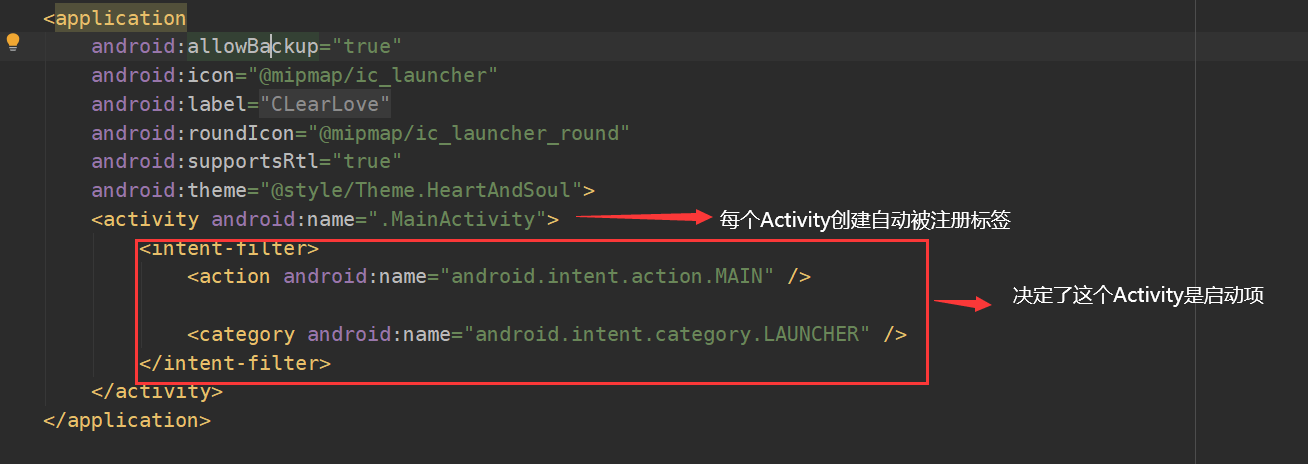 <application
android:allowBackup="true"
android:icon="@mipmap/ic_launcher"
android:label="CLearLove"
android:roundIcon="@mipmap/ic_launcher_round"
android:supportsRtl="true"
android:theme="@style/Theme.HeartAndSoul">
<activity android:name=".MainActivity"> 每个Activity创建自动被注册标签
<intent-filter>
<action android:name="android.intent.action.MAIN" />
决定了这个Activity是启动项
<category android:name="android.intent.category.LAUNCHER" />
</intent-filter>
</activity>
</application>